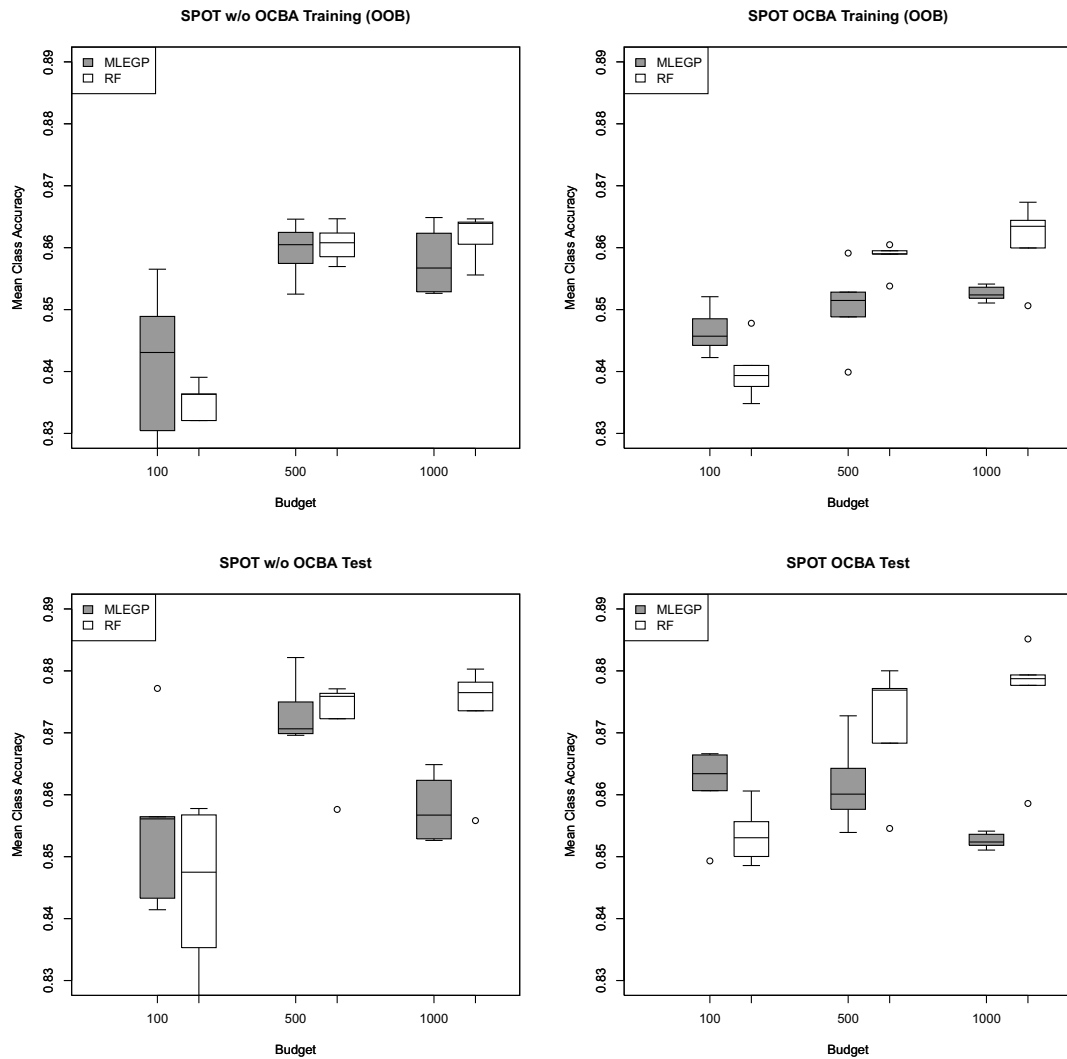 SPOT w/o OCBA Training (OOB)
MLEGP
RF
0.83 0.84 0.85 0.86 0.87 0.88 0.89
Mean Class Accuracy
100 500 1000
Budget
SPOT OCBA Training (OOB)
MLEGP
RF
0.83 0.84 0.85 0.86 0.87 0.88 0.89
Mean Class Accuracy
100 500 1000
Budget
SPOT w/o OCBA Test
MLEGP
RF
0.83 0.84 0.85 0.86 0.87 0.88 0.89
Mean Class Accuracy
100 500 1000
Budget
SPOT OCBA Test
MLEGP
RF
0.83 0.84 0.85 0.86 0.87 0.88 0.89
Mean Class Accuracy
100 500 1000
Budget